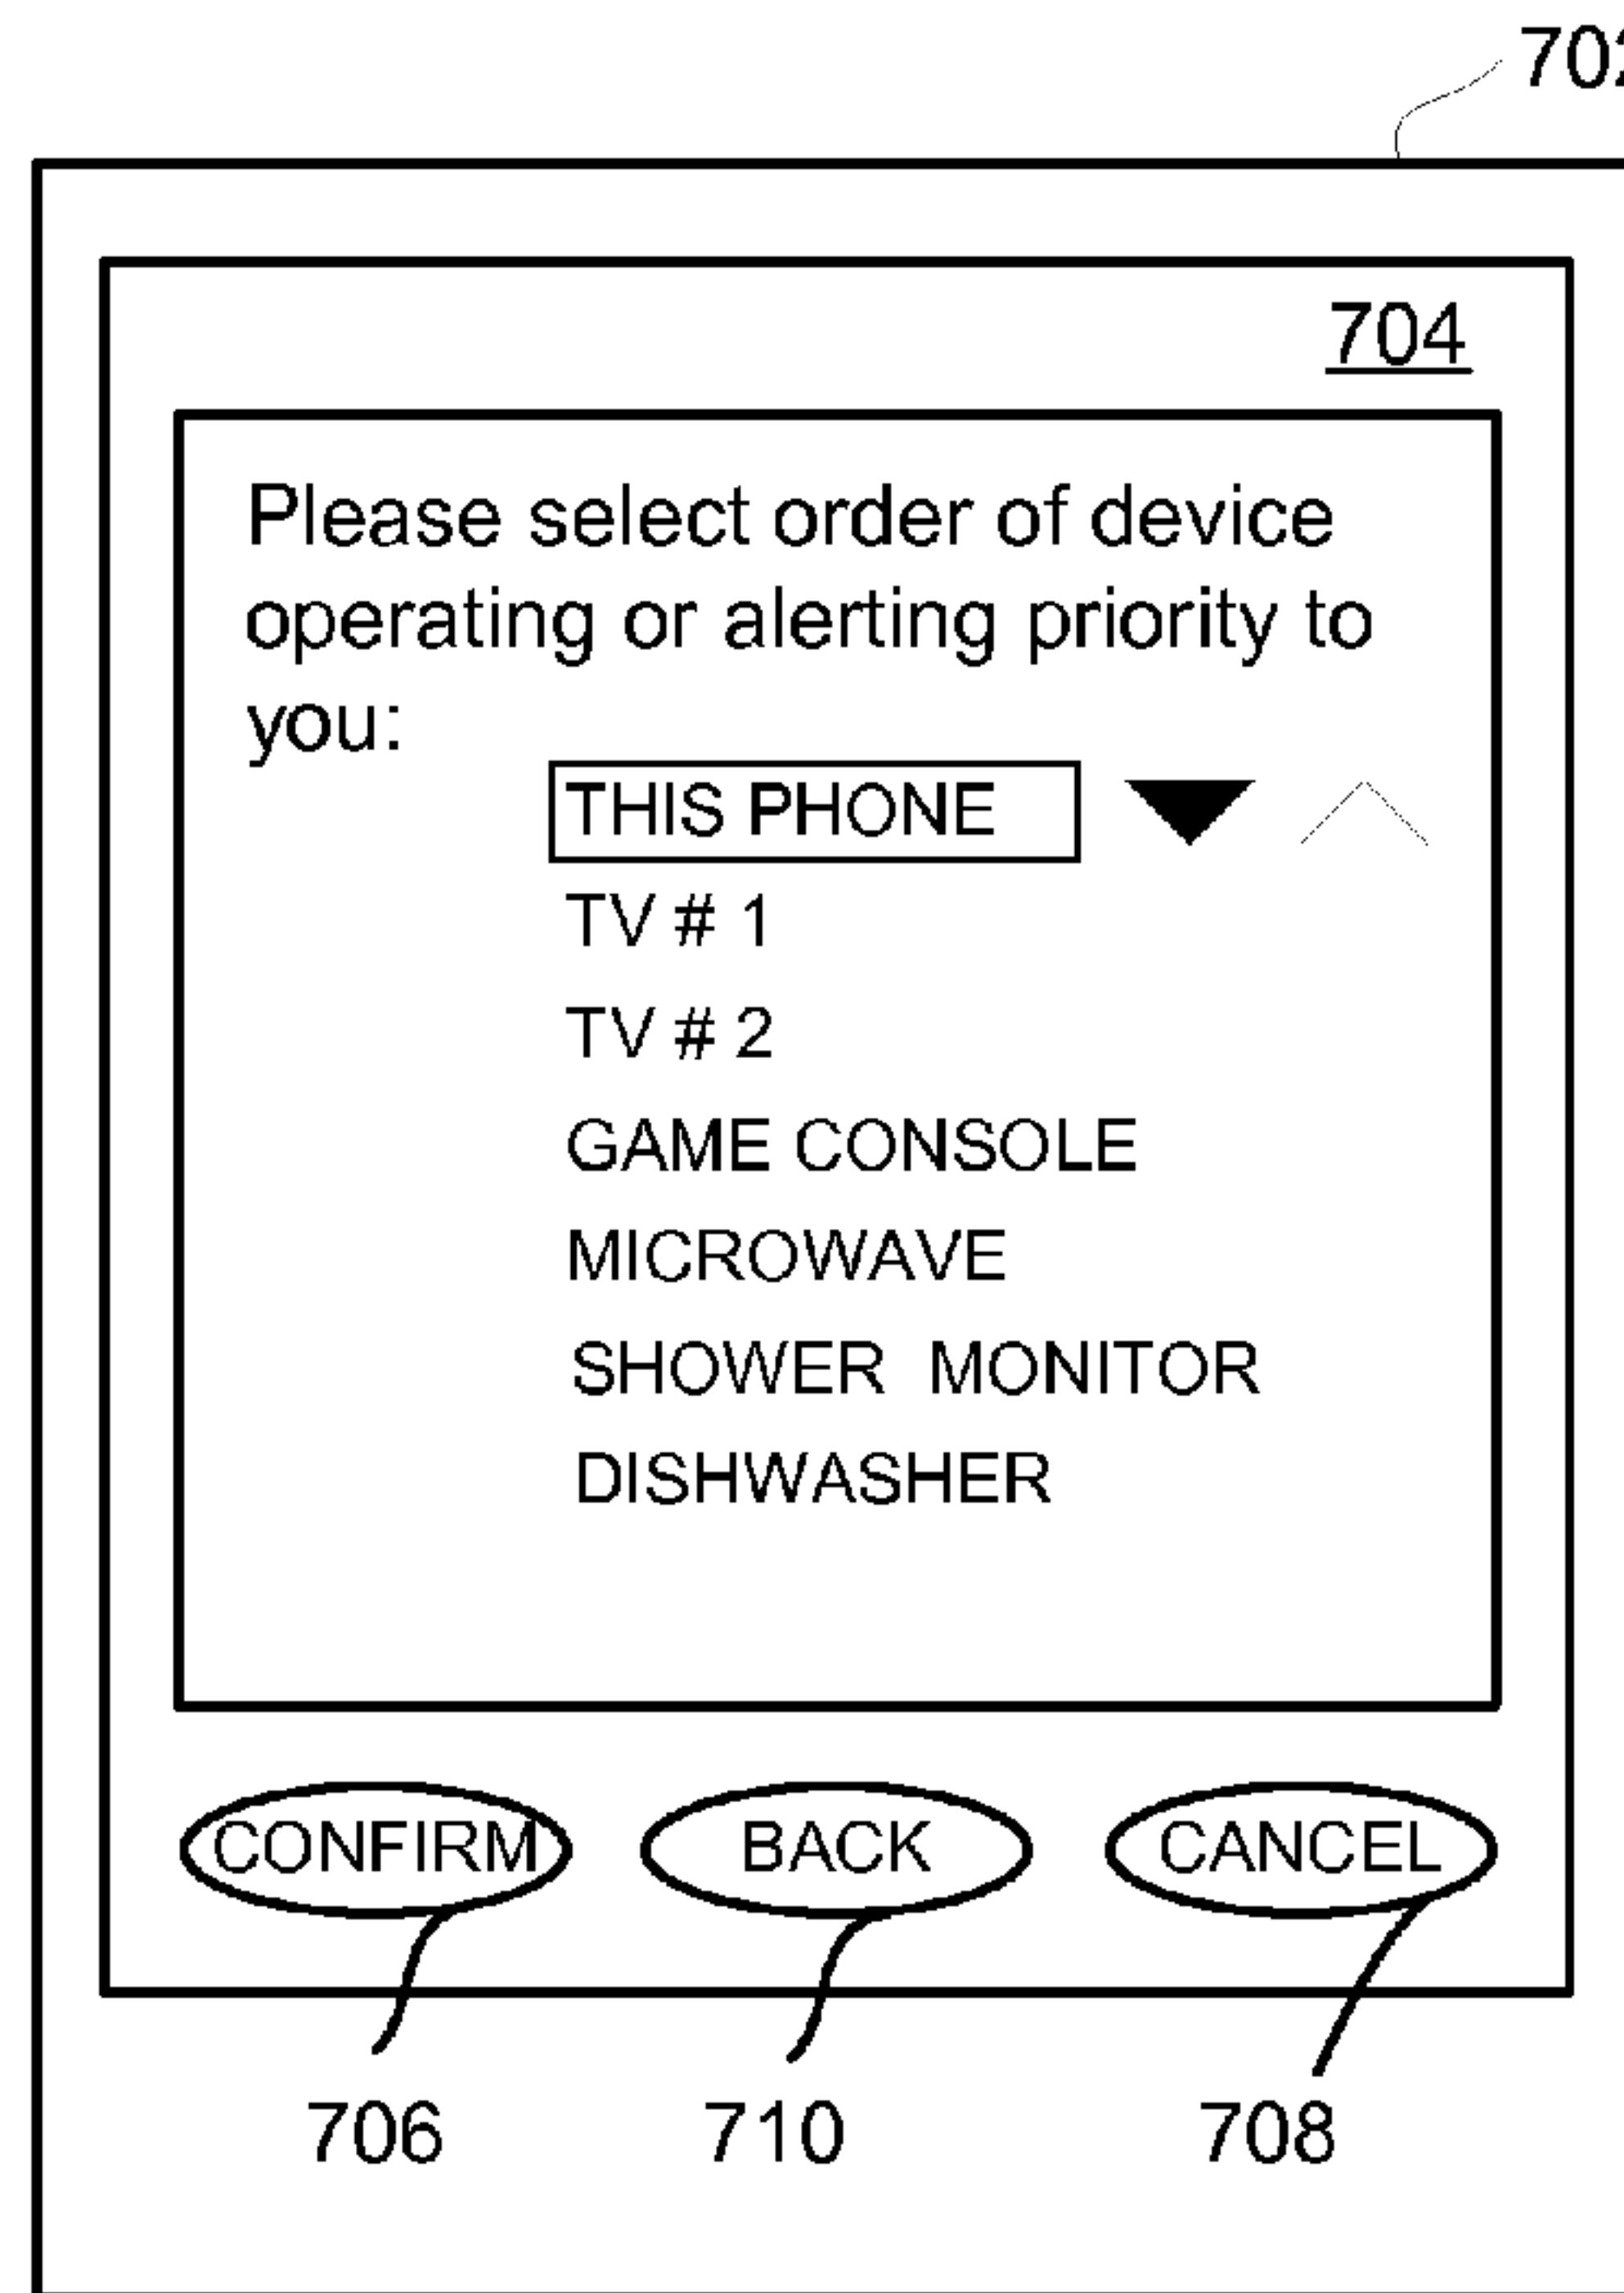 702
704
Please select order of device
operating or alerting priority to
you:
THIS PHONE
TV # 1
TV # 2
GAME CONSOLE
MICROWAVE
SHOWER MONITOR
DISHWASHER
CONFIRM BACK CANCEL
706 710 708